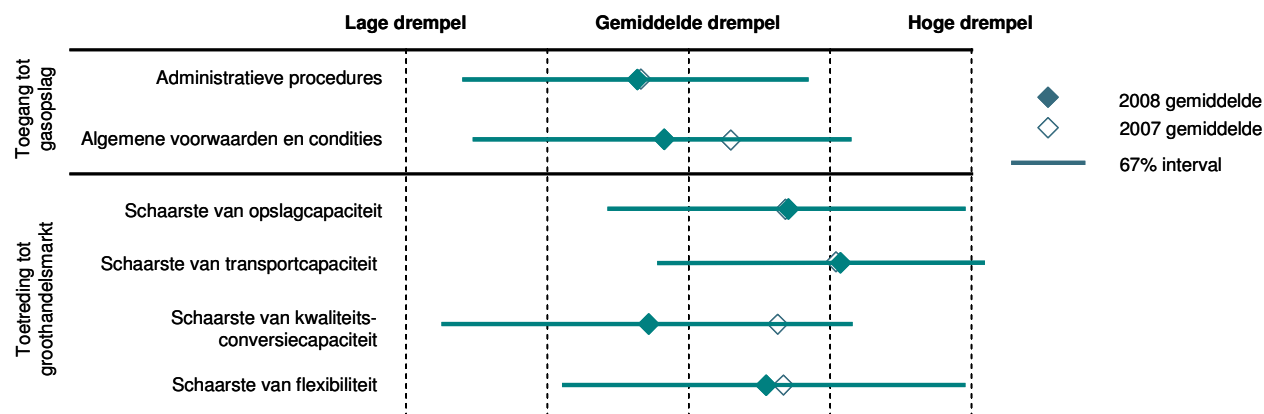 Lage drempel
Gemiddelde drempel
Hoge drempel
Toegang tot
gasopslag
Administratieve procedures
Algemene voorwaarden en condities
Toetreding tot
groothandelsmarkt
Schaarste van opslagcapaciteit
Schaarste van transportcapaciteit
Schaarste van kwaliteits-
conversiecapaciteit
Schaarste van flexibiliteit
2008 gemiddelde
2007 gemiddelde
67% interval